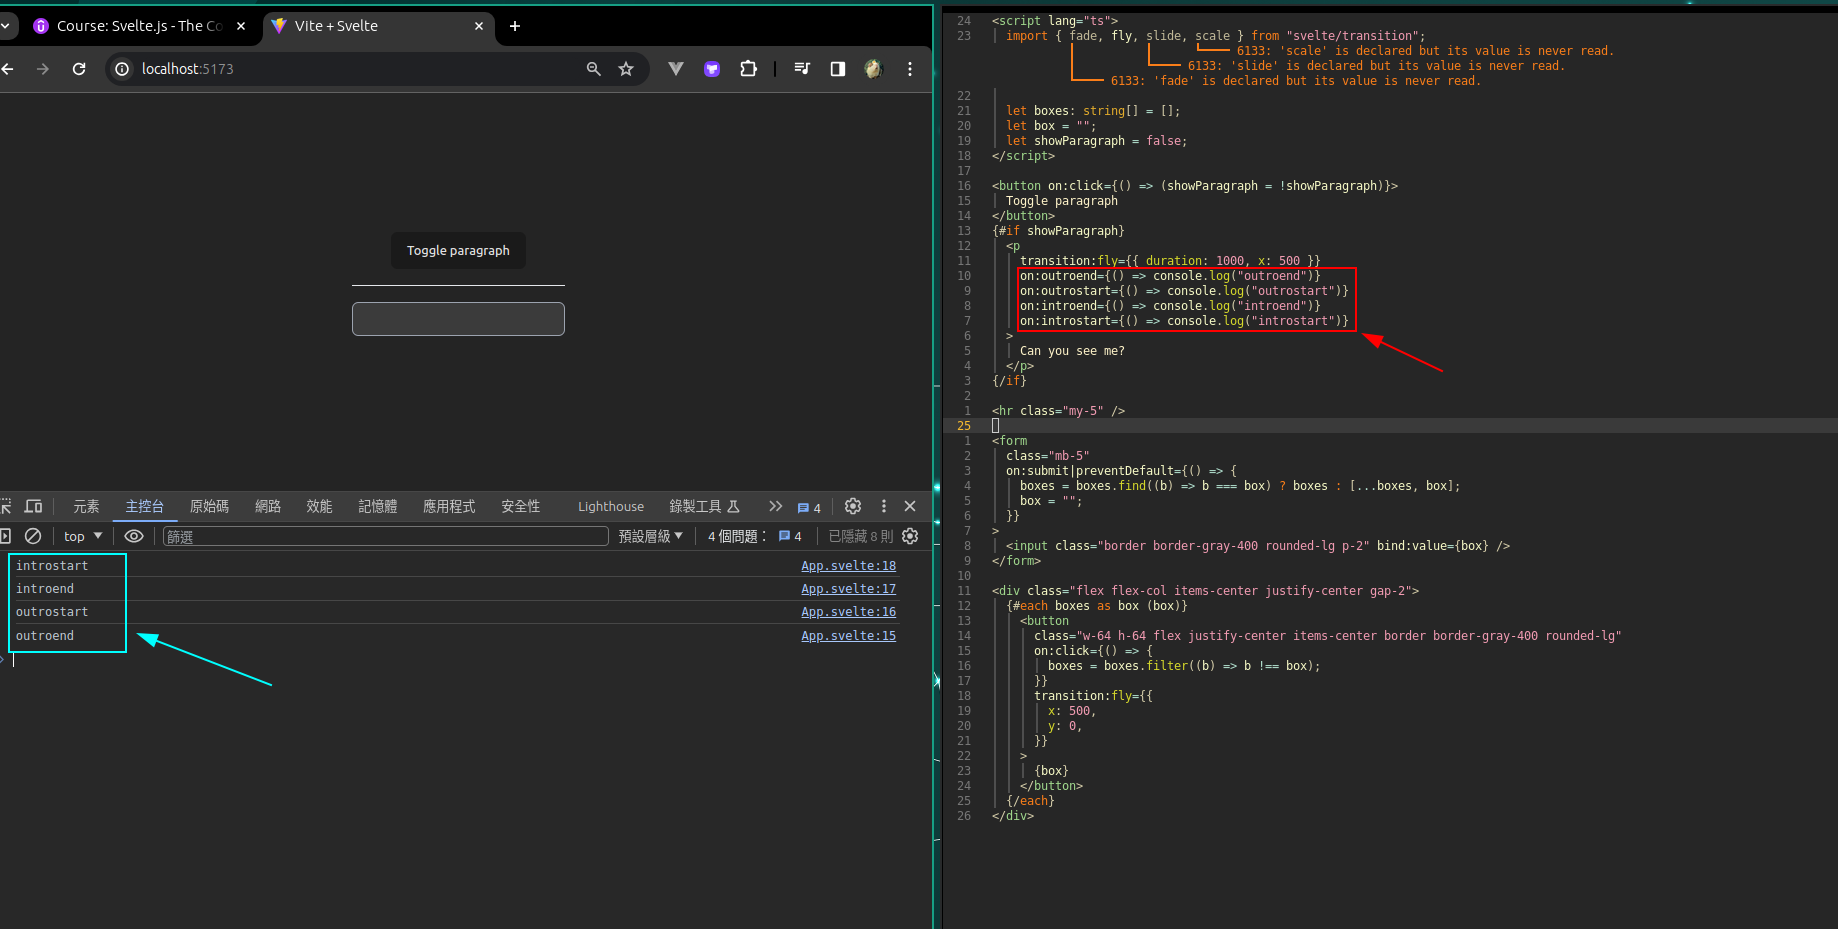 Course: Svelte.js - The Co
Vite + Svelte
localhost:5173
Toggle paragraph
元素
主控台
原始碼
網路
效能
記憶體
應用程式
安全性
Lighthouse
錄製工具
4
top
篩選
預設層級
4 個問題：
4
已隱藏 8 則
introstart App.svelte:18
introend App.svelte:17
outrostart App.svelte:16
outroend App.svelte:15
24 <script lang="ts">
23 import { fade, fly, slide, scale } from "svelte/transition";
6133: 'scale' is declared but its value is never read.
6133: 'slide' is declared but its value is never read.
6133: 'fade' is declared but its value is never read.
22
21 let boxes: string[] = [];
20 let box = "";
19 let showParagraph = false;
18 </script>
17
16 <button on:click={() => (showParagraph = !showParagraph)}>
15 Toggle paragraph
14 </button>
13 {#if showParagraph}
12 <p
11 transition:fly={{ duration: 1000, x: 500 }}
10 on:outroend={() => console.log("outroend")}
9 on:outrostart={() => console.log("outrostart")}
8 on:introend={() => console.log("introend")}
7 on:introstart={() => console.log("introstart")}
6 >
5 Can you see me?
4 </p>
3 {/if}
2
1 <hr class="my-5" />
25
1 <form
2 class="mb-5"
3 on:submit|preventDefault={() => {
4 boxes = boxes.find((b) => b === box) ? boxes : [...boxes, box];
5 box = "";
6 }}
7 >
8 <input class="border border-gray-400 rounded-lg p-2" bind:value={box} />
9 </form>
10
11 <div class="flex flex-col items-center justify-center gap-2">
12 {#each boxes as box (box)}
13 <button
14 class="w-64 h-64 flex justify-center items-center border border-gray-400 rounded-lg"
15 on:click={() => {
16 boxes = boxes.filter((b) => b !== box);
17 }}
18 transition:fly={{
19 x: 500,
20 y: 0,
21 }}
22 >
23 {box}
24 </button>
25 {/each}
26 </div>